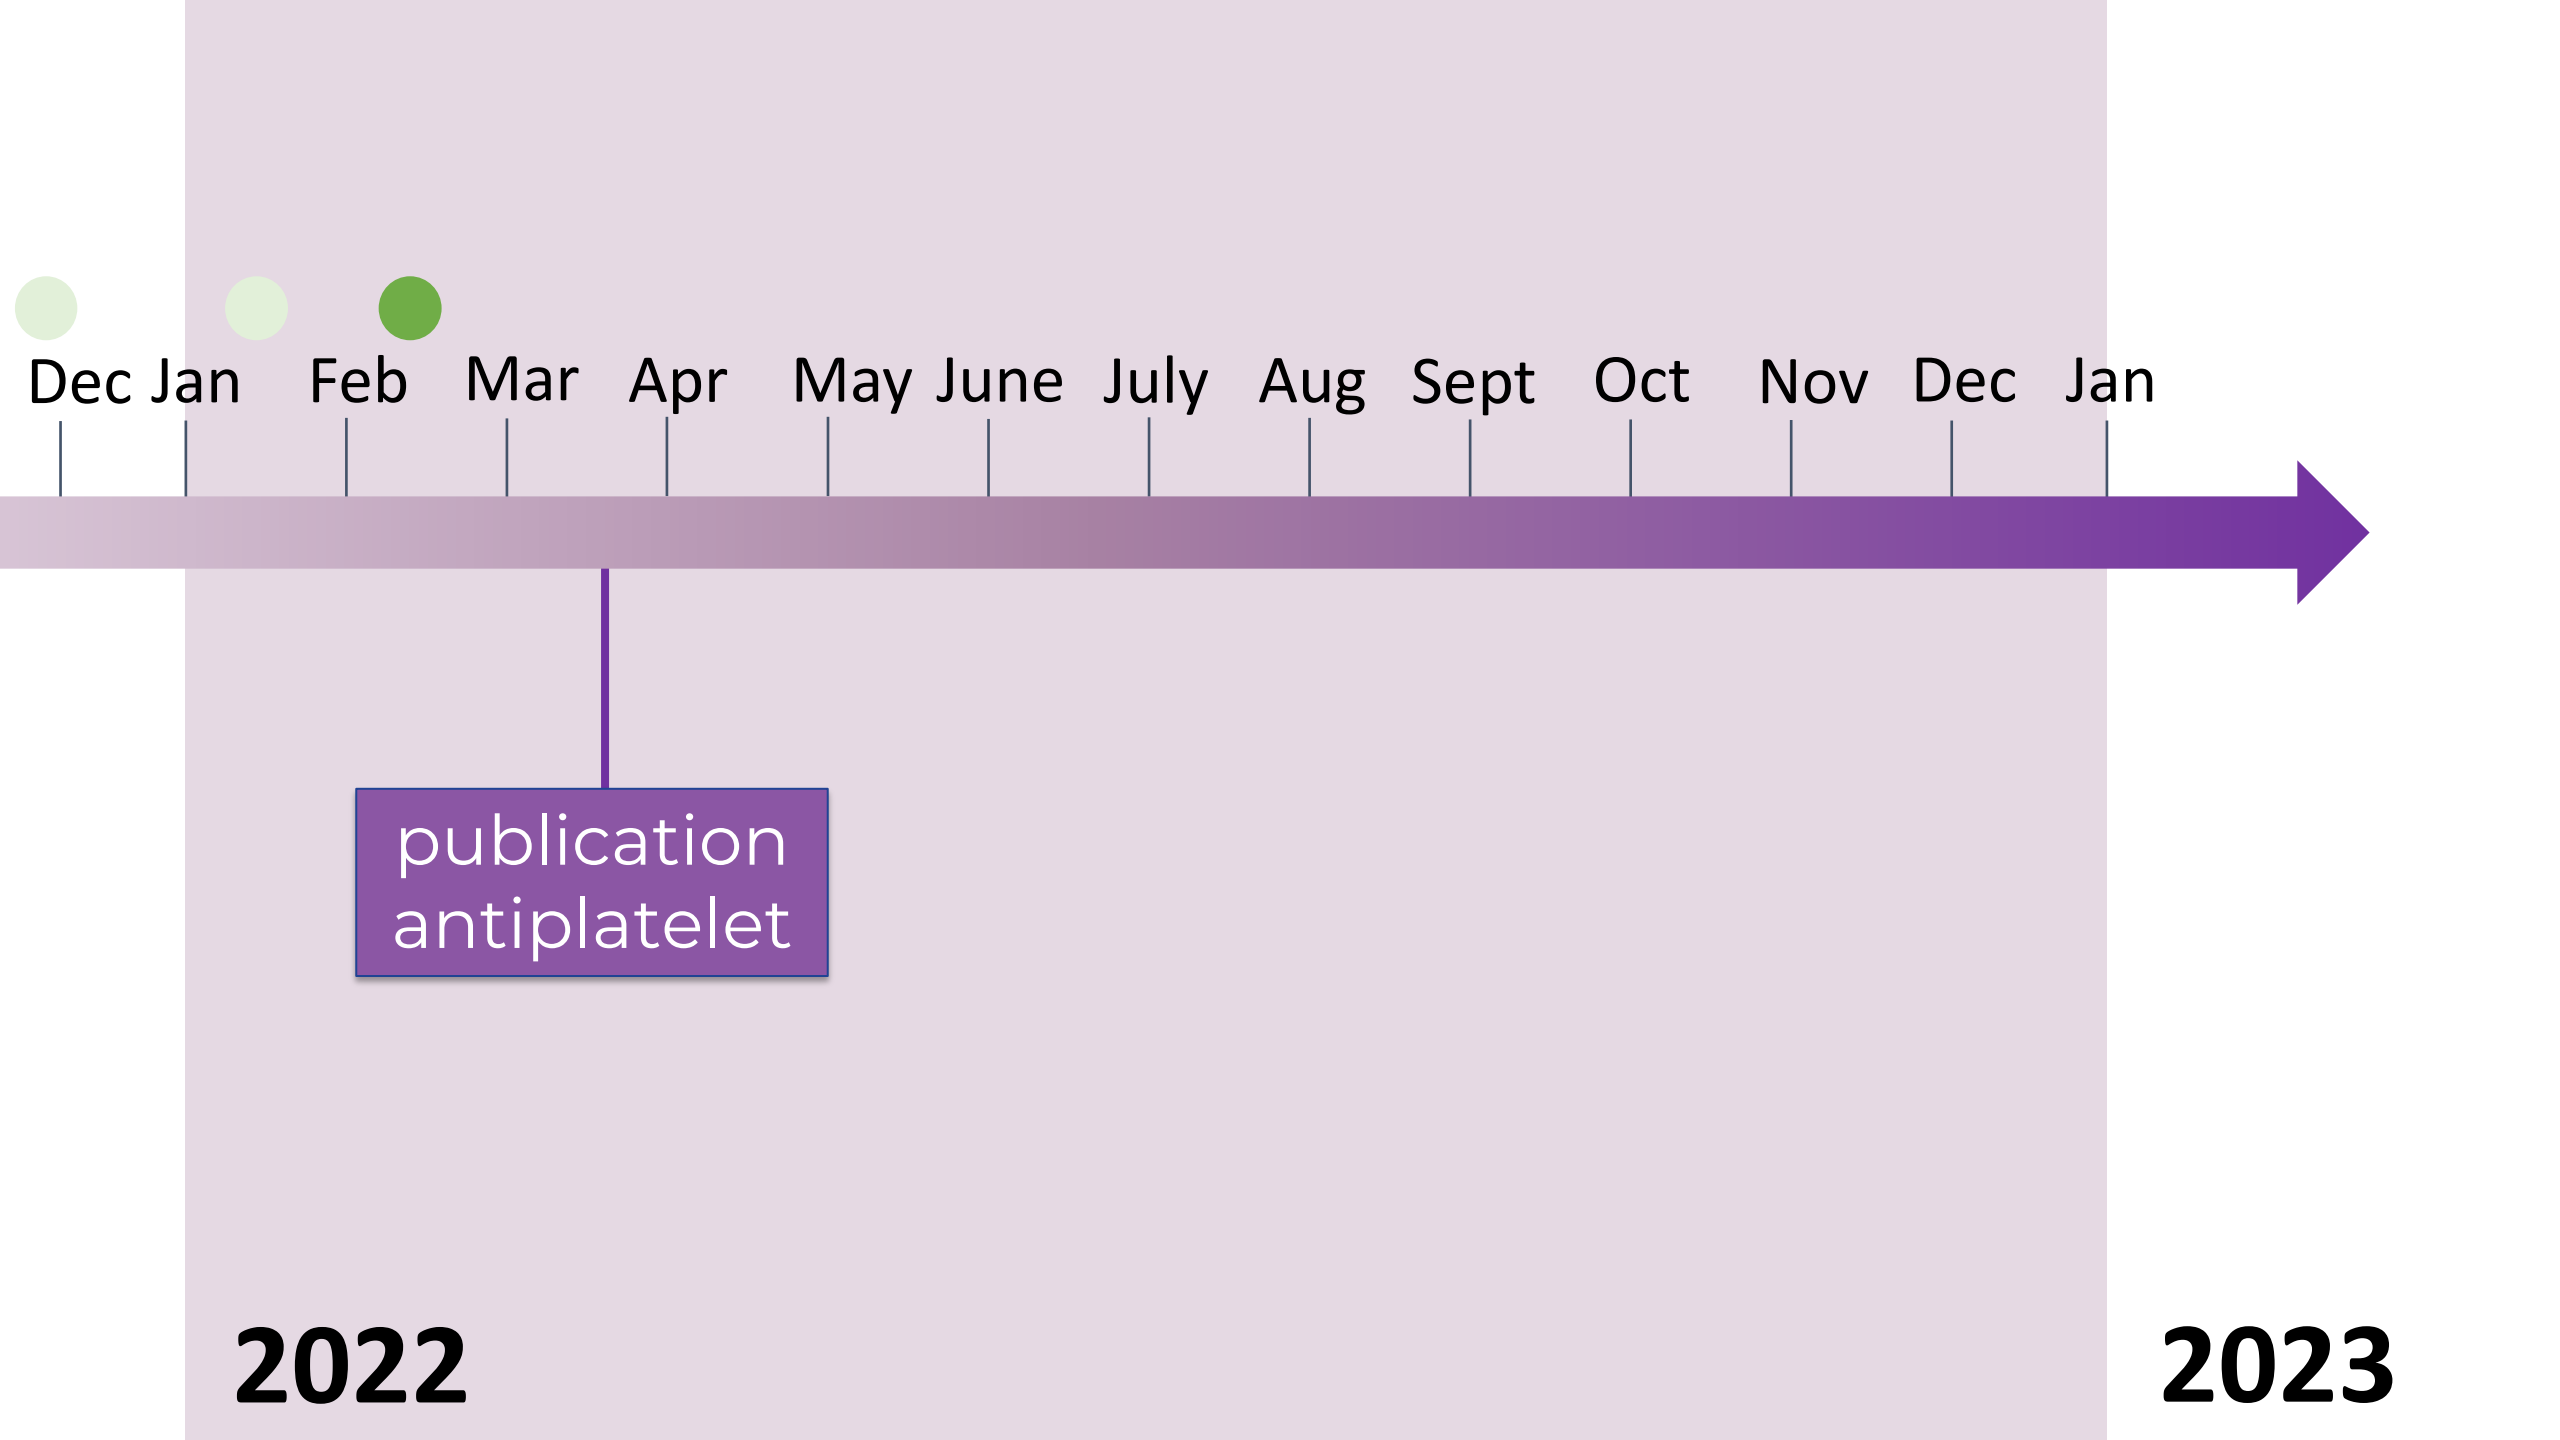 Dec Jan Feb Mar Apr May June July Aug Sept Oct Nov Dec Jan
publication
antiplatelet
2022 2023